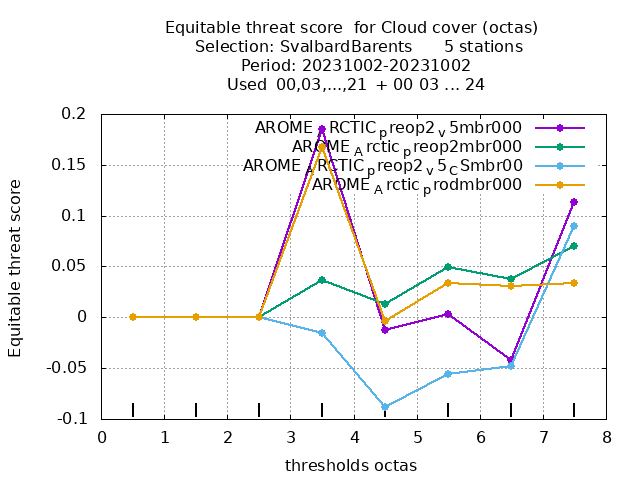 Equitable threat score for Cloud cover (octas)
Selection: SvalbardBarents 5 stations
Period: 20231002-20231002
Used 00,03,...,21 + 00 03 ... 24
AROME_ARCTIC_preop2_v5mbr000
AROME_Arctic_preop2mbr000
AROME_ARCTIC_preop2_v5_CSmbr00
AROME_Arctic_prodmbr000
Equitable threat score
0.2
0.15
0.1
0.05
0
-0.05
-0.1
0 1 2 3 4 5 6 7 8
thresholds octas